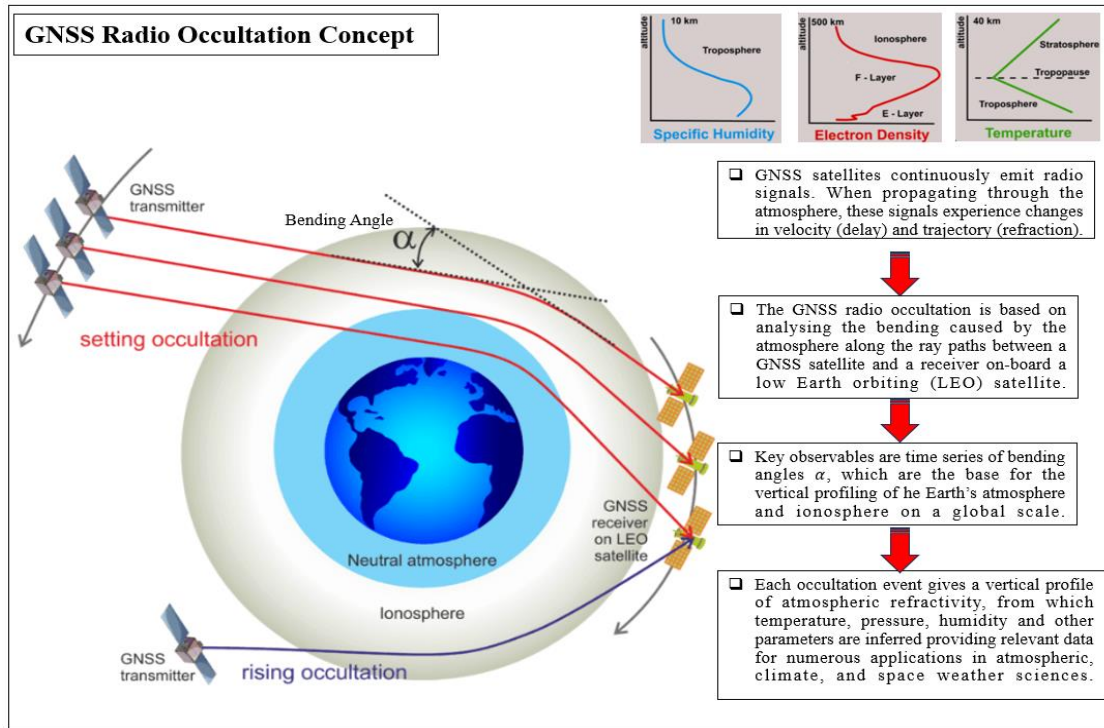 GNSS Radio Occultation Concept
altitude
10 km
Troposphere
Specific Humidity
altitude
500 km
Ionosphere
F - Layer
E - Layer
Electron Density
altitude
40 km
Stratosphere
Tropopause
Troposphere
Temperature
GNSS
transmitter
Bending Angle
α
setting occultation
GNSS
receiver
on LEO
satellite
Neutral atmosphere
Ionosphere
GNSS
transmitter
rising occultation
❑ GNSS satellites continuously emit radio
signals. When propagating through the
atmosphere, these signals experience changes
in velocity (delay) and trajectory (refraction).
❑ The GNSS radio occultation is based on
analysing the bending caused by the
atmosphere along the ray paths between a
GNSS satellite and a receiver on-board a
low Earth orbiting (LEO) satellite.
❑ Key observables are time series of bending
angles α, which are the base for the
vertical profiling of he Earth’s atmosphere
and ionosphere on a global scale.
❑ Each occultation event gives a vertical profile
of atmospheric refractivity, from which
temperature, pressure, humidity and other
parameters are inferred providing relevant data
for numerous applications in atmospheric,
climate, and space weather sciences.